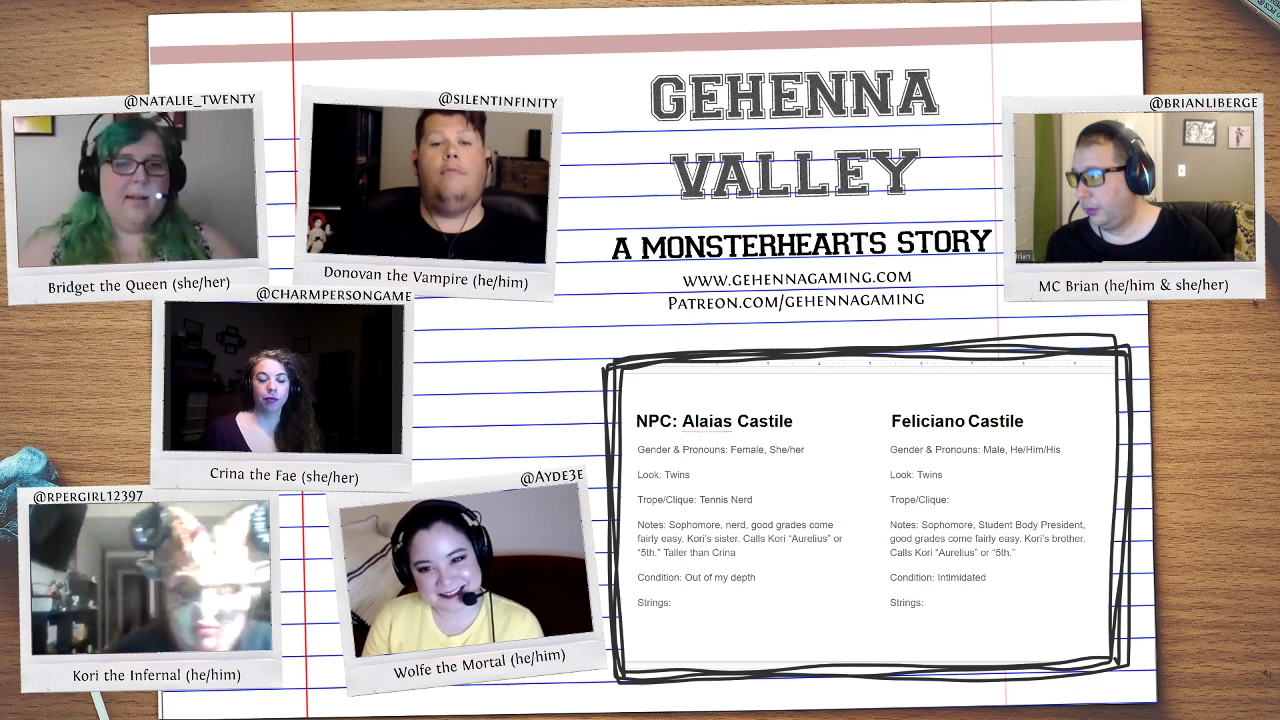 @NATALIE_TWENTY
Bridget the Queen (she/her)
@SILENTINFINITY
Donovan the Vampire (he/him)
GEHENNA
VALLEY
A MONSTERHEARTS STORY
WWW.GEHENNAGAMING.COM
PATREON.COM/GEHENNAGAMING
@BRIANLIBERGE
Brian
MC Brian (he/him & she/her)
@CHARMPERSONGAME
Crina the Fae (she/her)
@RPERGIRL12397
Kori the Infernal (he/him)
@AYDE3E
Wolfe the Mortal (he/him)
NPC: Alaias Castile
Gender & Pronouns: Female, She/her
Look: Twins
Trope/Clique: Tennis Nerd
Notes: Sophomore, nerd, good grades come
fairly easy. Kori's sister. Calls Kori “Aurelius” or
“5th.” Taller than Crina
Condition: Out of my depth
Strings:
Feliciano Castile
Gender & Pronouns: Male, He/Him/His
Look: Twins
Trope/Clique:
Notes: Sophomore, Student Body President,
good grades come fairly easy. Kori's brother.
Calls Kori “Aurelius” or “5th.”
Condition: Intimidated
Strings: